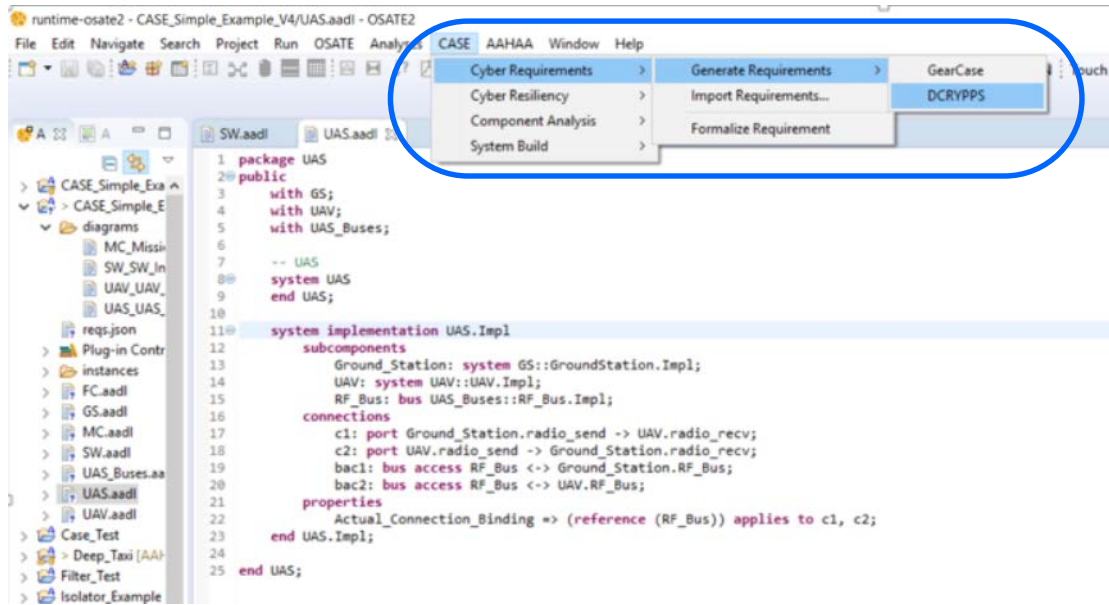 runtime-osate2 - CASE_Simple_Example_V4/UAS.aadl - OSATE2
File Edit Navigate Search Project Run OSATE Analyses CASE AAHAA Window Help
Cyber Requirements > Generate Requirements > GearCase
Cyber Resiliency > Import Requirements... DCRYPPS
Component Analysis > Formalize Requirement
System Build >
Touch
A A
SW.aadl UAS.aadl
CASE_Simple_Exa
> CASE_Simple_E
diagrams
MC_Missi
SW_SW_In
UAV_UAV_
UAS_UAS_
reqs.json
Plug-in Contr
instances
FC.aadl
GS.aadl
MC.aadl
SW.aadl
UAS_Buses.aa
UAS.aadl
UAV.aadl
Case_Test
> Deep_Taxi [AAH
Filter_Test
Isolator_Example
1 package UAS
2 public
3 with GS;
4 with UAV;
5 with UAS_Buses;
6
7 -- UAS
8 system UAS
9 end UAS;
10
11 system implementation UAS.Impl
12 subcomponents
13 Ground_Station: system GS::GroundStation.Impl;
14 UAV: system UAV::UAV.Impl;
15 RF_Bus: bus UAS_Buses::RF_Bus.Impl;
16 connections
17 c1: port Ground_Station.radio_send -> UAV.radio_recv;
18 c2: port UAV.radio_send -> Ground_Station.radio_recv;
19 bac1: bus access RF_Bus <-> Ground_Station.RF_Bus;
20 bac2: bus access RF_Bus <-> UAV.RF_Bus;
21 properties
22 Actual_Connection_Binding => (reference (RF_Bus)) applies to c1, c2;
23 end UAS.Impl;
24
25 end UAS;